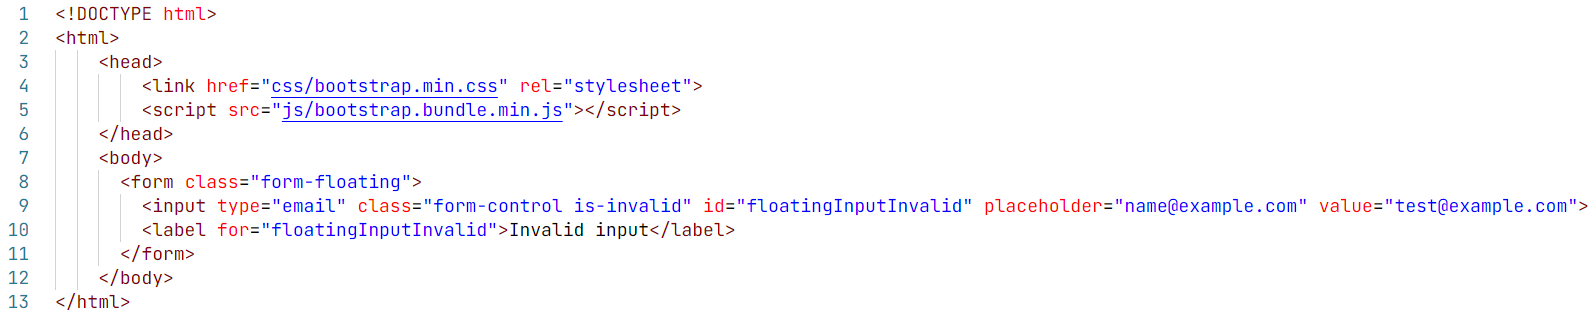 1 <!DOCTYPE html>
2 <html>
3 <head>
4 <link href="css/bootstrap.min.css" rel="stylesheet">
5 <script src="js/bootstrap.bundle.min.js"></script>
6 </head>
7 <body>
8 <form class="form-floating">
9 <input type="email" class="form-control is-invalid" id="floatingInputInvalid" placeholder="name@example.com" value="test@example.com">
10 <label for="floatingInputInvalid">Invalid input</label>
11 </form>
12 </body>
13 </html>